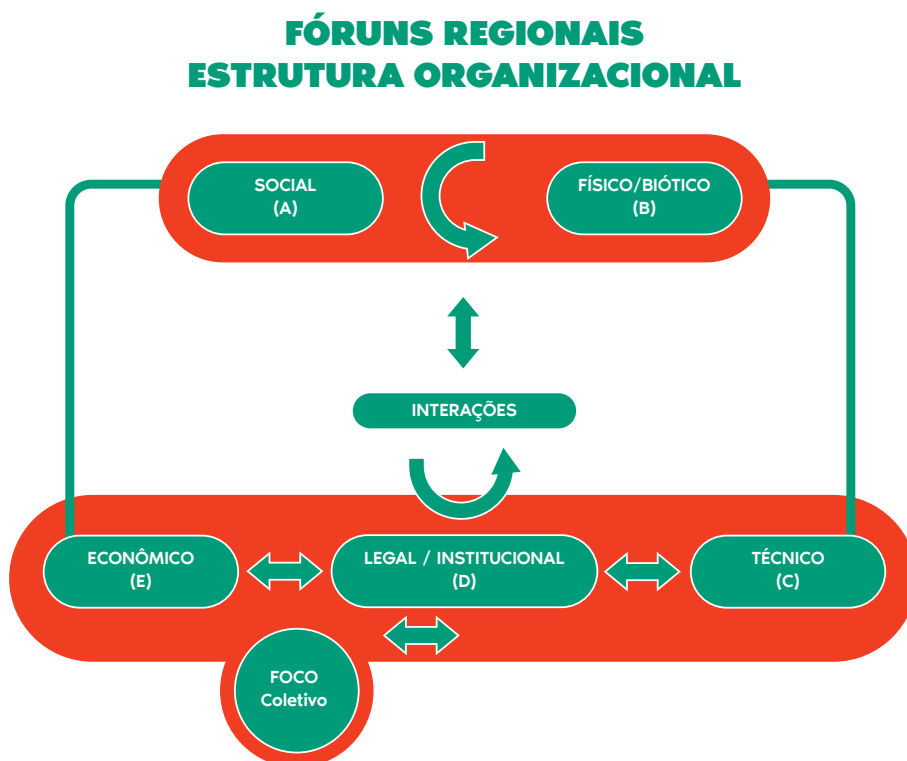 FÓRUNS REGIONAIS
ESTRUTURA ORGANIZACIONAL
SOCIAL
(A)
FÍSICO/BIÓTICO
(B)
INTERAÇÕES
ECONÔMICO
(E)
LEGAL / INSTITUCIONAL
(D)
TÉCNICO
(C)
FOCO
Coletivo